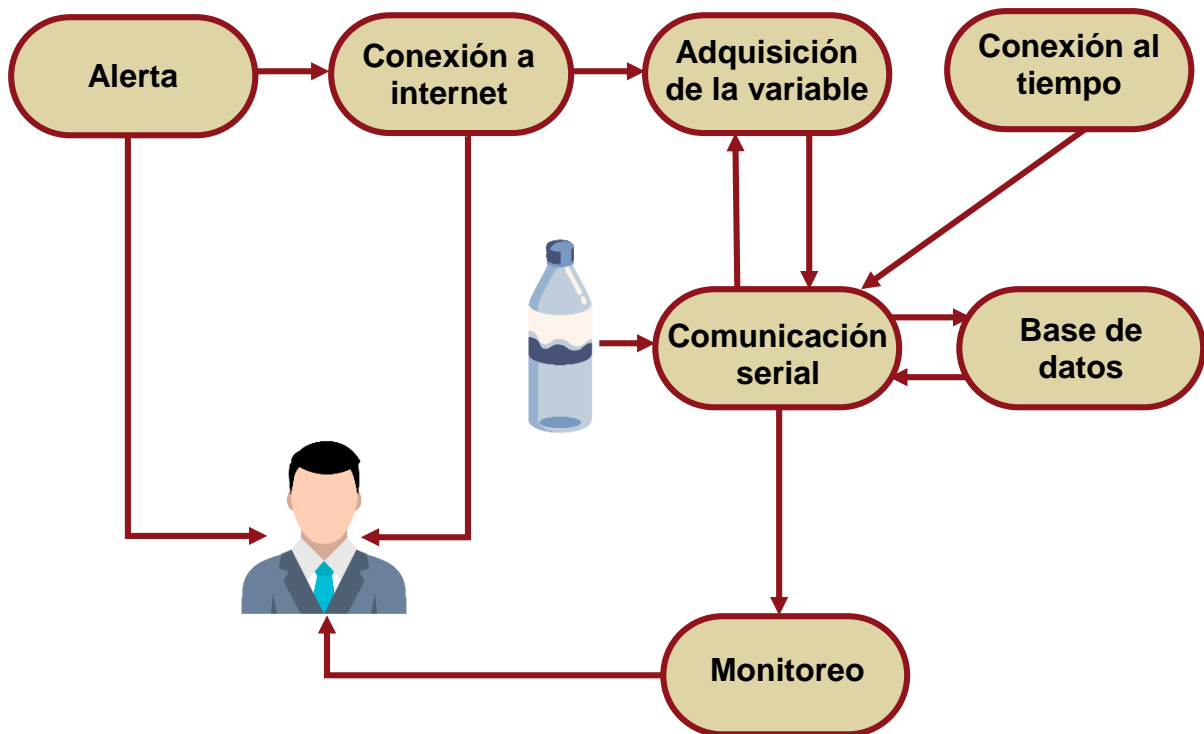 Alerta
Conexión a
internet
Adquisición
de la variable
Conexión al
tiempo
Comunicación
serial
Base de
datos
Monitoreo